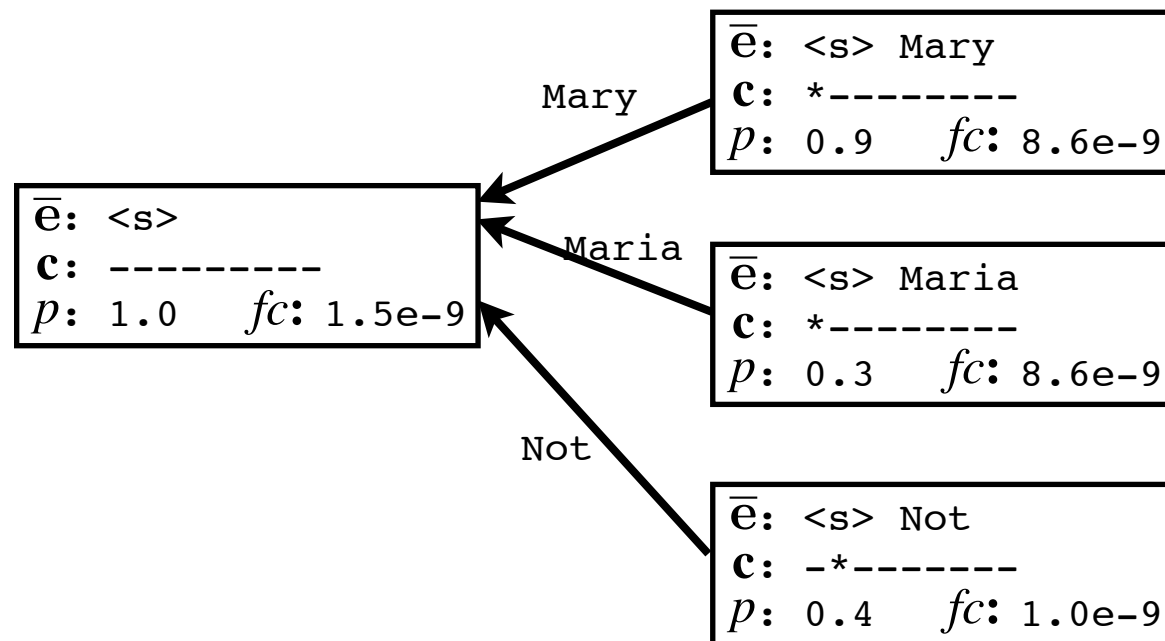 e̅: <s> Mary
c: *--------
p: 0.9 fc: 8.6e-9
Mary
e̅: <s>
c: ---------
p: 1.0 fc: 1.5e-9
Maria
e̅: <s> Maria
c: *--------
p: 0.3 fc: 8.6e-9
Not
e̅: <s> Not
c: -*-------
p: 0.4 fc: 1.0e-9